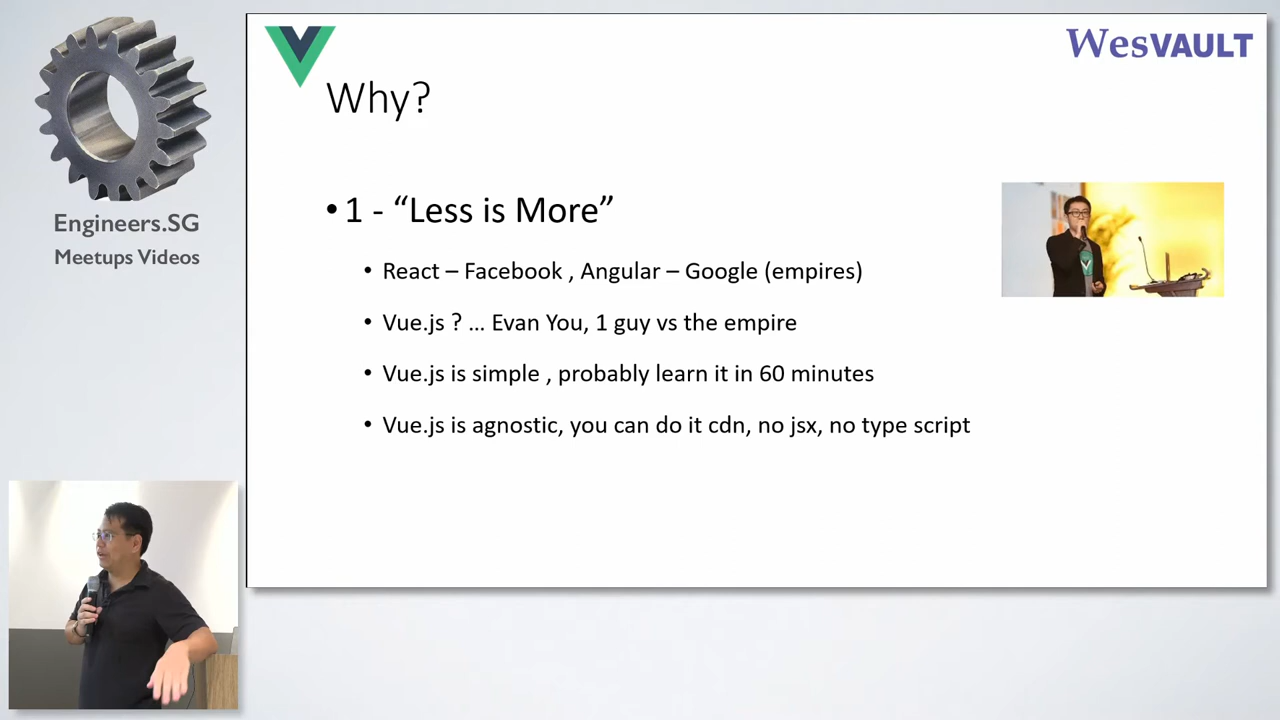 Engineers.SG
Meetups Videos
WesVAULT
Why?
• 1 - “Less is More”
• React – Facebook , Angular – Google (empires)
• Vue.js ? ... Evan You, 1 guy vs the empire
• Vue.js is simple , probably learn it in 60 minutes
• Vue.js is agnostic, you can do it cdn, no jsx, no type script